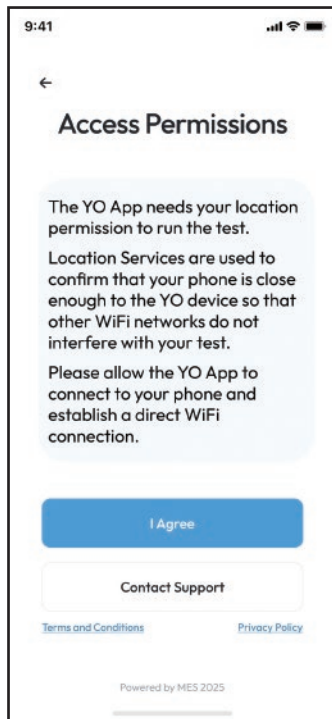 9:41
Access Permissions
The YO App needs your location
permission to run the test.
Location Services are used to
confirm that your phone is close
enough to the YO device so that
other WiFi networks do not
interfere with your test.
Please allow the YO App to
connect to your phone and
establish a direct WiFi
connection.
I Agree
Contact Support
Terms and Conditions
Privacy Policy
Powered by MES 2025